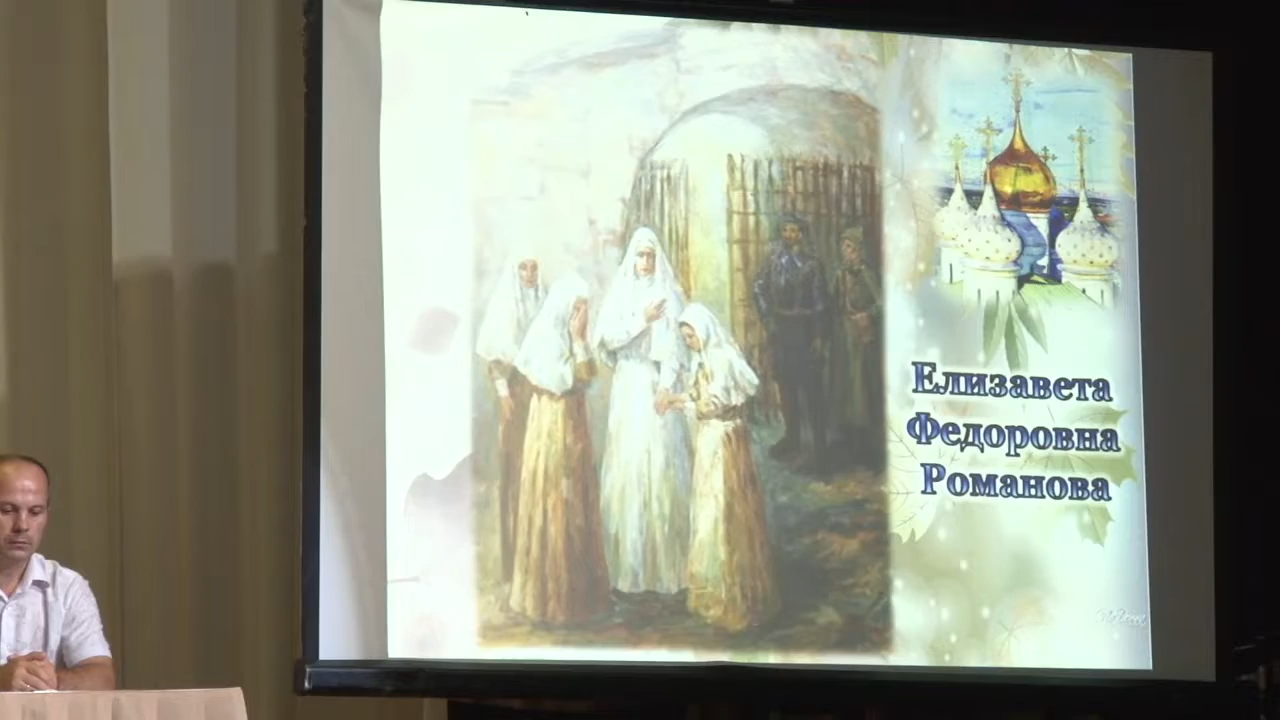 Елизавета
Федоровна
Романова